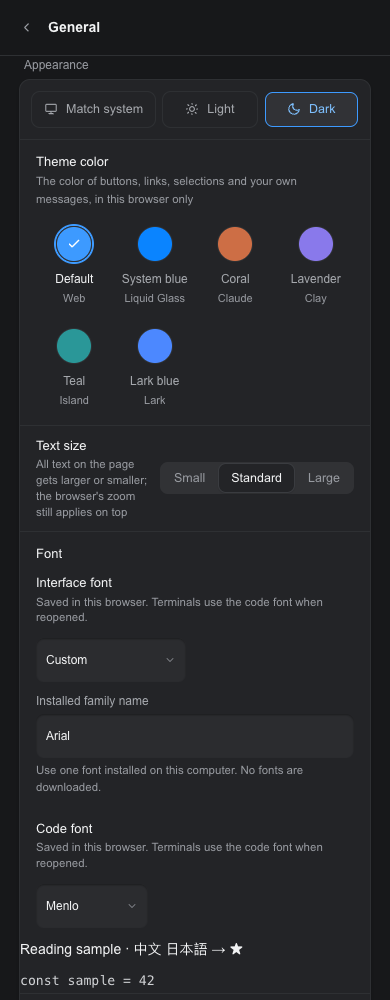 General
Appearance
Match system
Light
Dark
Theme color
The color of buttons, links, selections and your own
messages, in this browser only
Default
System blue
Coral
Lavender
Web
Liquid Glass
Claude
Clay
Teal
Lark blue
Island
Lark
Text size
All text on the page
gets larger or smaller;
the browser's zoom
still applies on top
Small
Standard
Large
Font
Interface font
Saved in this browser. Terminals use the code font when
reopened.
Custom
Installed family name
Arial
Use one font installed on this computer. No fonts are
downloaded.
Code font
Saved in this browser. Terminals use the code font when
reopened.
Menlo
Reading sample · 中文 日本語 → ★
const sample = 42